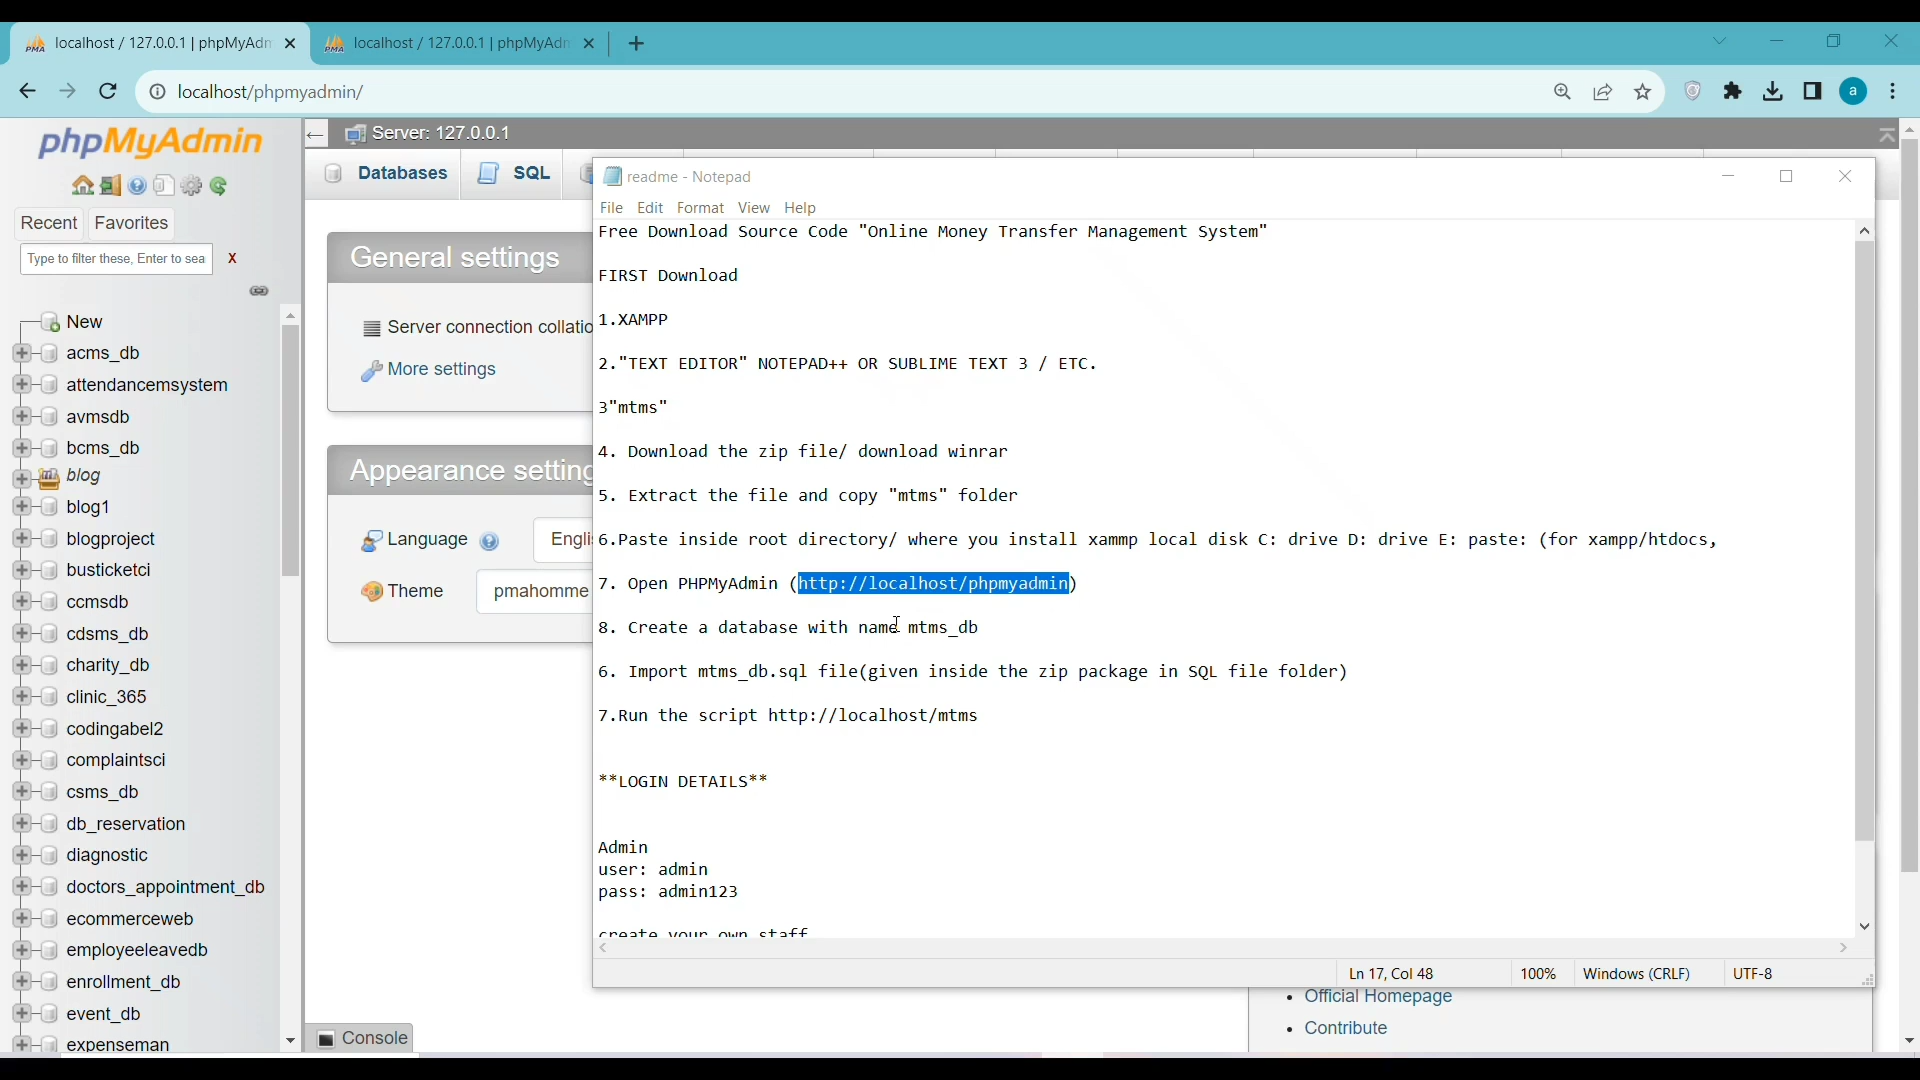 localhost / 127.0.0.1 | phpMyAdm
localhost / 127.0.0.1 | phpMyAdm
localhost/phpmyadmin/
a
phpMyAdmin
Recent
Favorites
Type to filter these, Enter to sea
X
New
acms_db
attendancemsystem
avmsdb
bcms_db
blog
blog1
blogproject
busticketci
ccmsdb
cdsms_db
charity_db
clinic_365
codingabel2
complaintsci
csms_db
db_reservation
diagnostic
doctors_appointment_db
ecommerceweb
employeeleavedb
enrollment_db
event_db
expenseman
Server: 127.0.0.1
Databases
SQL
General settings
Server connection collatio
More settings
Appearance setting
Language
Engli
Theme
pmahomme
Console
readme - Notepad
File Edit Format View Help
Free Download Source Code "Online Money Transfer Management System"
FIRST Download
1.XAMPP
2."TEXT EDITOR" NOTEPAD++ OR SUBLIME TEXT 3 / ETC.
3"mtms"
4. Download the zip file/ download winrar
5. Extract the file and copy "mtms" folder
6.Paste inside root directory/ where you install xammp local disk C: drive D: drive E: paste: (for xampp/htdocs,
7. Open PHPMyAdmin (http://localhost/phpmyadmin)
8. Create a database with name mtms_db
6. Import mtms_db.sql file(given inside the zip package in SQL file folder)
7.Run the script http://localhost/mtms
**LOGIN DETAILS**
Admin
user: admin
pass: admin123
create your own staff
Ln 17, Col 48
100%
Windows (CRLF)
UTF-8
Official Homepage
Contribute